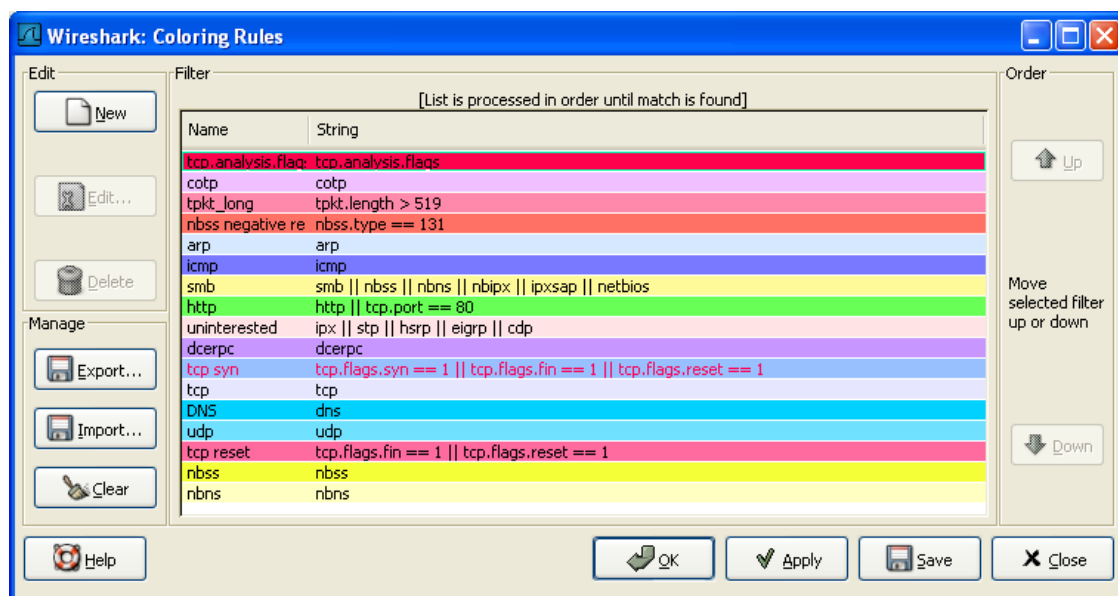 Wireshark: Coloring Rules
Edit
New
Edit...
Delete
Manage
Export...
Import...
Clear
Filter
[List is processed in order until match is found]
Name String
tcp.analysis.flag: tcp.analysis.flags
cotp cotp
tpkt_long tpkt.length > 519
nbss negative re nbss.type == 131
arp arp
icmp icmp
smb smb || nbss || nbns || nbipx || ipxsap || netbios
http http || tcp.port == 80
uninterested ipx || stp || hsrp || eigrp || cdp
dcerpc dcerpc
tcp syn tcp.flags.syn == 1 || tcp.flags.fin == 1 || tcp.flags.reset == 1
tcp tcp
DNS dns
udp udp
tcp reset tcp.flags.fin == 1 || tcp.flags.reset == 1
nbss nbss
nbns nbns
Order
Up
Move
selected filter
up or down
Down
Help
OK
Apply
Save
Close